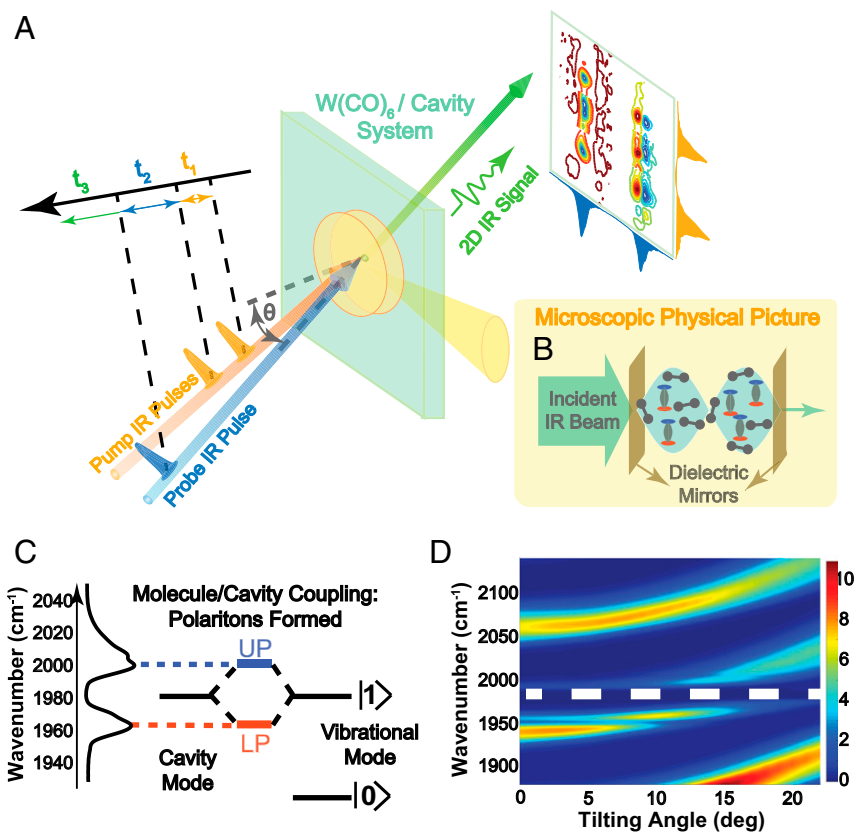 A
W(CO)6 / Cavity
System
t3
t2
t1
2D IR Signal
θ
Pump IR Pulses
Probe IR Pulse
Microscopic Physical Picture
B
Incident
IR Beam
Dielectric
Mirrors
C
Wavenumber (cm-1)
2040
2020
2000
1980
1960
1940
Molecule/Cavity Coupling:
Polaritons Formed
UP
LP
|1>
Cavity
Mode
Vibrational
Mode
|0>
D
Wavenumber (cm-1)
2100
2050
2000
1950
1900
0
5
10
15
20
Tilting Angle (deg)
10
8
6
4
2
0